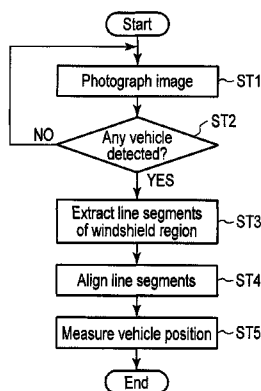 Start
Photograph image
ST1
ST2
Any vehicle
detected?
NO
YES
Extract line segments
of windshield region
ST3
Align line segments
ST4
Measure vehicle position
ST5
End